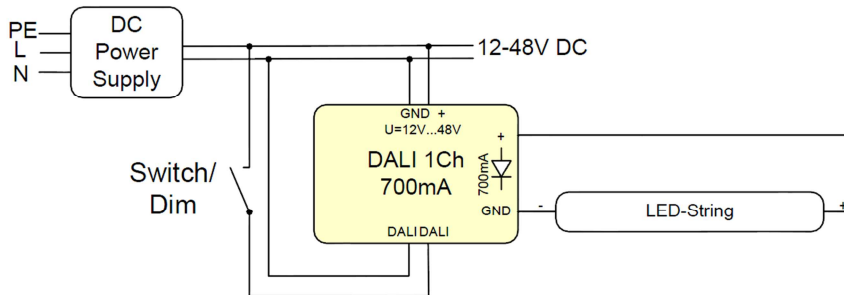 PE
L
N
DC
Power
Supply
12-48V DC
GND +
U=12V...48V
DALI 1Ch
700mA
+
700mA
GND
DALI DALI
Switch/
Dim
-
LED-String
+